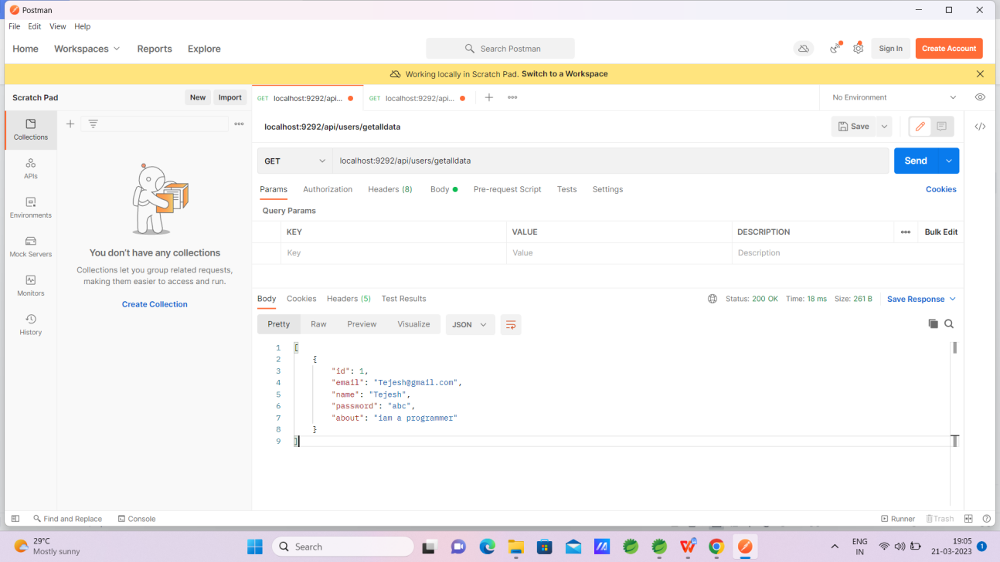 Postman
File Edit View Help
Home Workspaces Reports Explore Search Postman Sign In Create Account
Working locally in Scratch Pad. Switch to a Workspace
Scratch Pad New Import GET localhost:9292/api... GET localhost:9292/api... No Environment
localhost:9292/api/users/getalldata Save
Collections
APIs
Environments
Mock Servers
Monitors
History
You don't have any collections
Collections let you group related requests,
making them easier to access and run.
Create Collection
GET localhost:9292/api/users/getalldata Send
Params Authorization Headers (8) Body Pre-request Script Tests Settings Cookies
Query Params
KEY VALUE DESCRIPTION Bulk Edit
Key Value Description
Body Cookies Headers (5) Test Results Status: 200 OK Time: 18 ms Size: 261 B Save Response
Pretty Raw Preview Visualize JSON
1 [
2 {
3 "id": 1,
4 "email": "Tejesh@gmail.com",
5 "name": "Tejesh",
6 "password": "abc",
7 "about": "iam a programmer"
8 }
9 ]
Find and Replace Console Runner Trash
29°C
Mostly sunny
Search
ENG
IN
19:05
21-03-2023
1